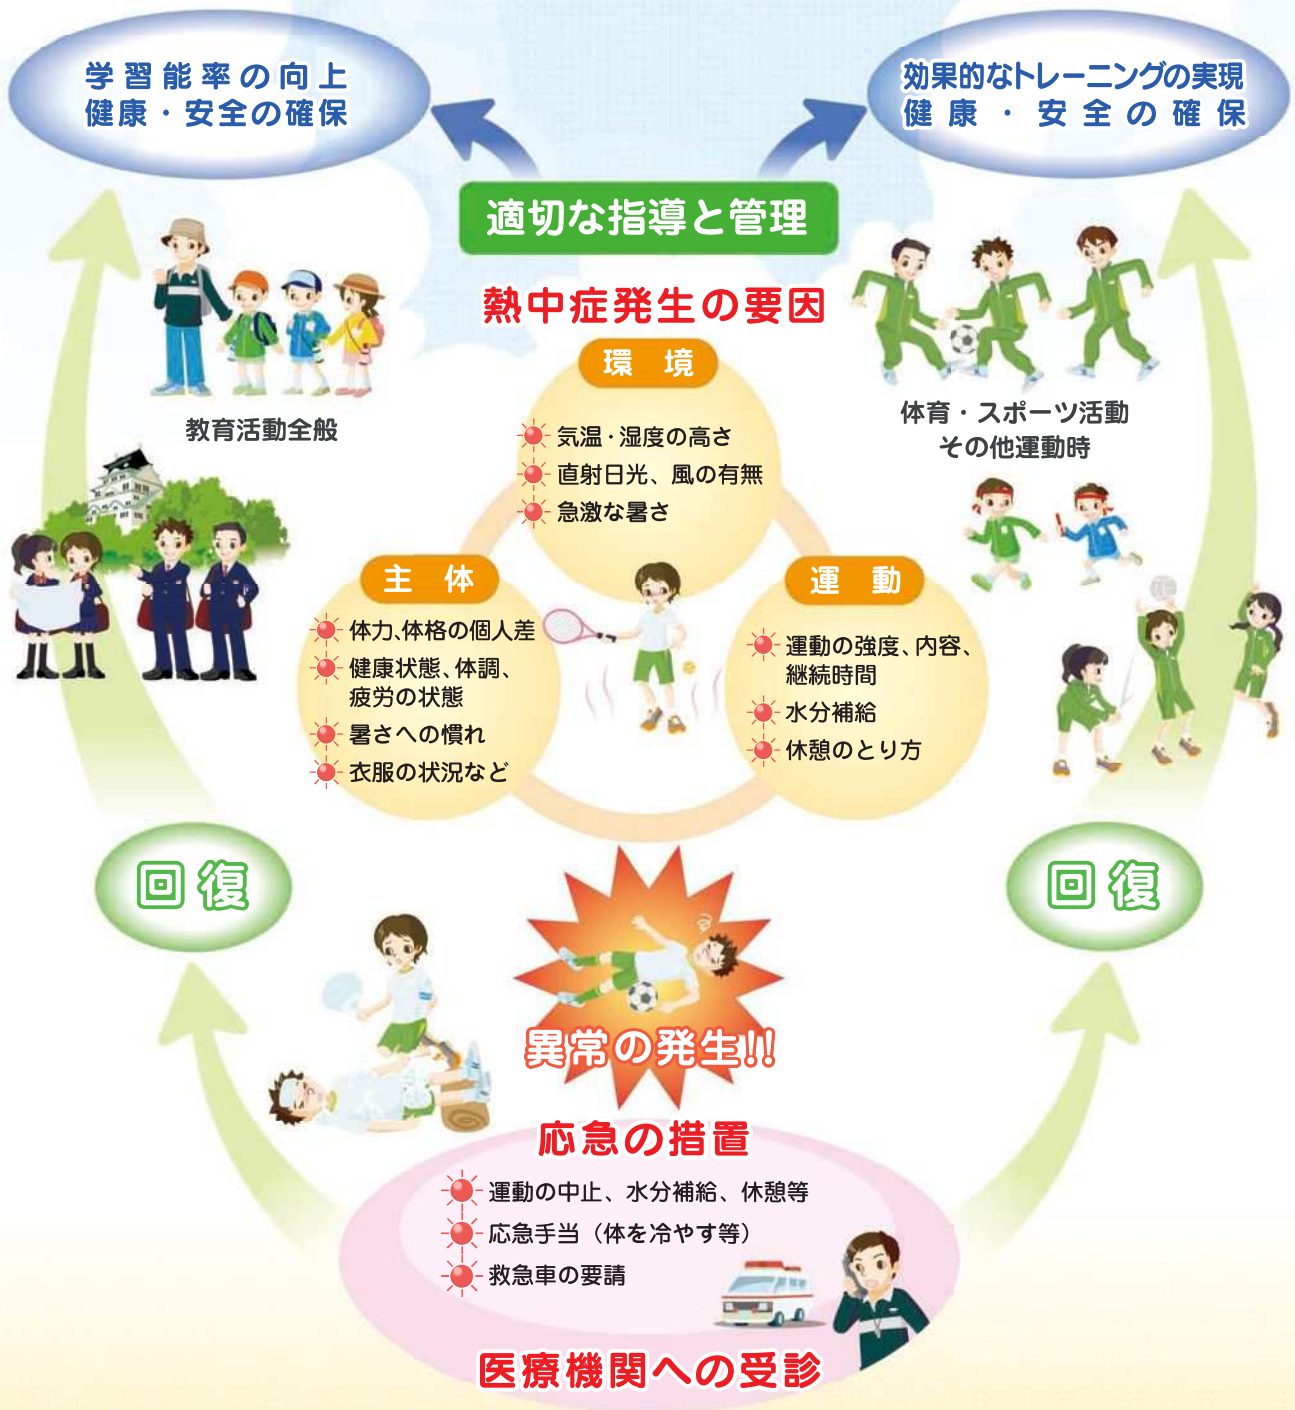 学習能率の向上
健康・安全の確保
効果的なトレーニングの実現
健康・安全の確保
適切な指導と管理
熱中症発生の要因
環　境
気温・湿度の高さ
直射日光、風の有無
急激な暑さ
教育活動全般
体育・スポーツ活動
その他運動時
主　体
体力、体格の個人差
健康状態、体調、
疲労の状態
暑さへの慣れ
衣服の状況など
運　動
運動の強度、内容、
継続時間
水分補給
休憩のとり方
回復
回復
異常の発生!!
応急の措置
運動の中止、水分補給、休憩等
応急手当（体を冷やす等）
救急車の要請
医療機関への受診